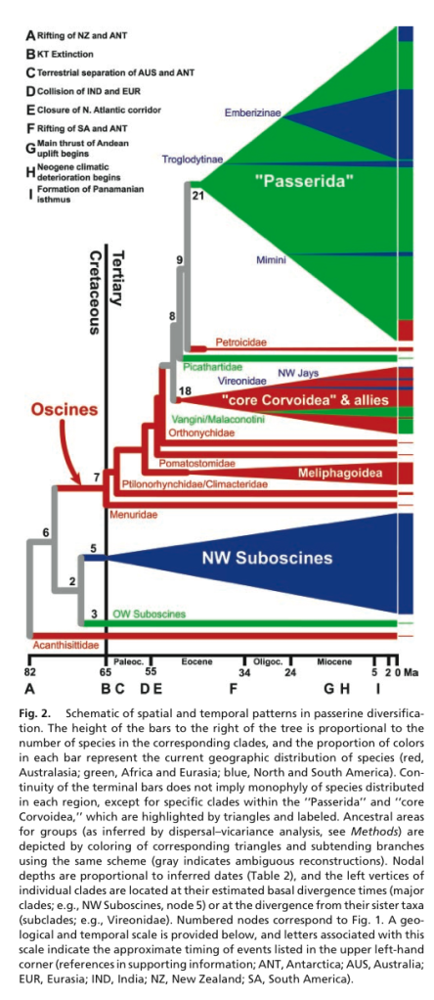 A Rifting of NZ and ANT
B KT Extinction
C Terrestrial separation of AUS and ANT
D Collision of IND and EUR
E Closure of N. Atlantic corridor
F Rifting of SA and ANT
G Main thrust of Andean
uplift begins
H Neogene climatic
deterioration begins
I Formation of Panamanian
isthmus
Emberizinae
Troglodytinae
"Passerida"
21
9
Mimini
Cretaceous
Tertiary
8
Petroicidae
Picathartidae
NW Jays
Vireonidae
18
"core Corvoidea" & allies
Oscines
Vangini/Malaconotini
Orthonychidae
Pomatostomidae
Meliphagoidea
7
Ptilonorhynchidae/Climacteridae
Menuridae
6
5
NW Suboscines
2
3
OW Suboscines
Acanthisittidae
Paleoc. Eocene Oligoc. Miocene
82 65 55 34 24 5 2 0 Ma
A B C D E F G H I
Fig. 2. Schematic of spatial and temporal patterns in passerine diversifica-
tion. The height of the bars to the right of the tree is proportional to the
number of species in the corresponding clades, and the proportion of colors
in each bar represent the current geographic distribution of species (red,
Australasia; green, Africa and Eurasia; blue, North and South America). Con-
tinuity of the terminal bars does not imply monophyly of species distributed
in each region, except for specific clades within the "Passerida" and "core
Corvoidea," which are highlighted by triangles and labeled. Ancestral areas
for groups (as inferred by dispersal–vicariance analysis, see Methods) are
depicted by coloring of corresponding triangles and subtending branches
using the same scheme (gray indicates ambiguous reconstructions). Nodal
depths are proportional to inferred dates (Table 2), and the left vertices of
individual clades are located at their estimated basal divergence times (major
clades; e.g., NW Suboscines, node 5) or at the divergence from their sister taxa
(subclades; e.g., Vireonidae). Numbered nodes correspond to Fig. 1. A geo-
logical and temporal scale is provided below, and letters associated with this
scale indicate the approximate timing of events listed in the upper left-hand
corner (references in supporting information; ANT, Antarctica; AUS, Australia;
EUR, Eurasia; IND, India; NZ, New Zealand; SA, South America).